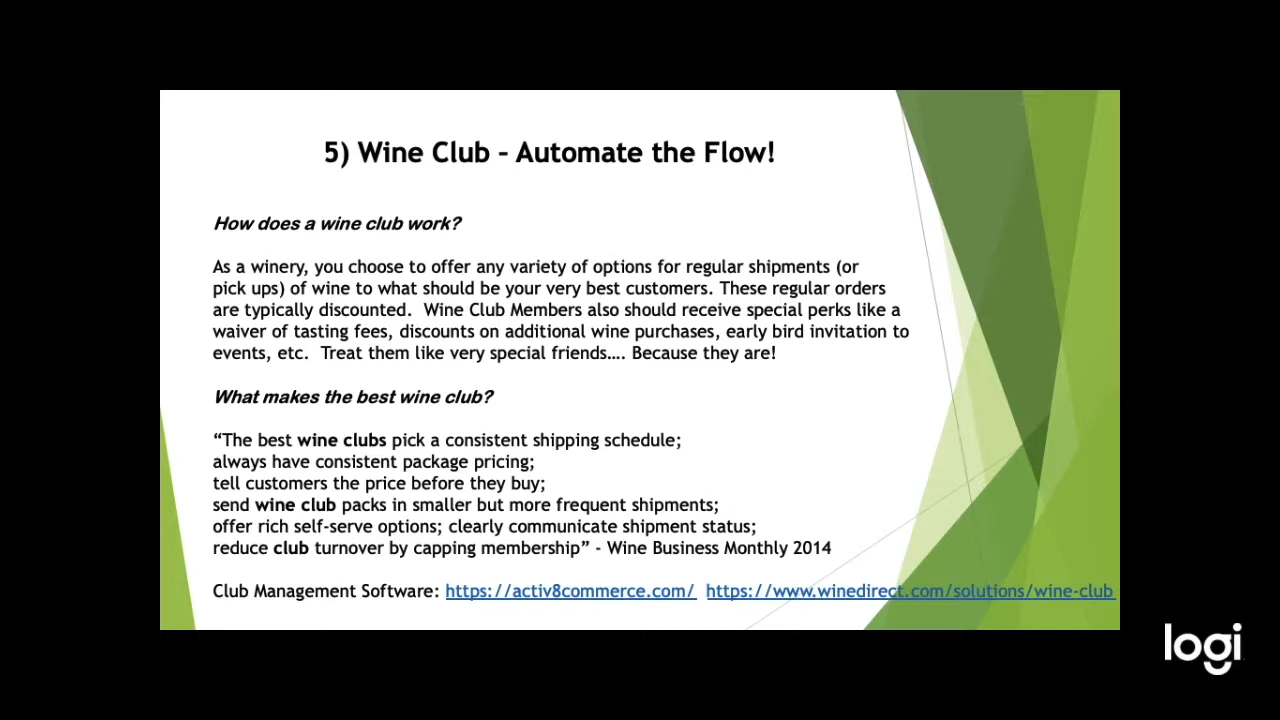 5) Wine Club – Automate the Flow!
How does a wine club work?
As a winery, you choose to offer any variety of options for regular shipments (or
pick ups) of wine to what should be your very best customers. These regular orders
are typically discounted.  Wine Club Members also should receive special perks like a
waiver of tasting fees, discounts on additional wine purchases, early bird invitation to
events, etc.  Treat them like very special friends…. Because they are!
What makes the best wine club?
“The best wine clubs pick a consistent shipping schedule;
always have consistent package pricing;
tell customers the price before they buy;
send wine club packs in smaller but more frequent shipments;
offer rich self-serve options; clearly communicate shipment status;
reduce club turnover by capping membership” - Wine Business Monthly 2014
Club Management Software: https://activ8commerce.com/  https://www.winedirect.com/solutions/wine-club
logi